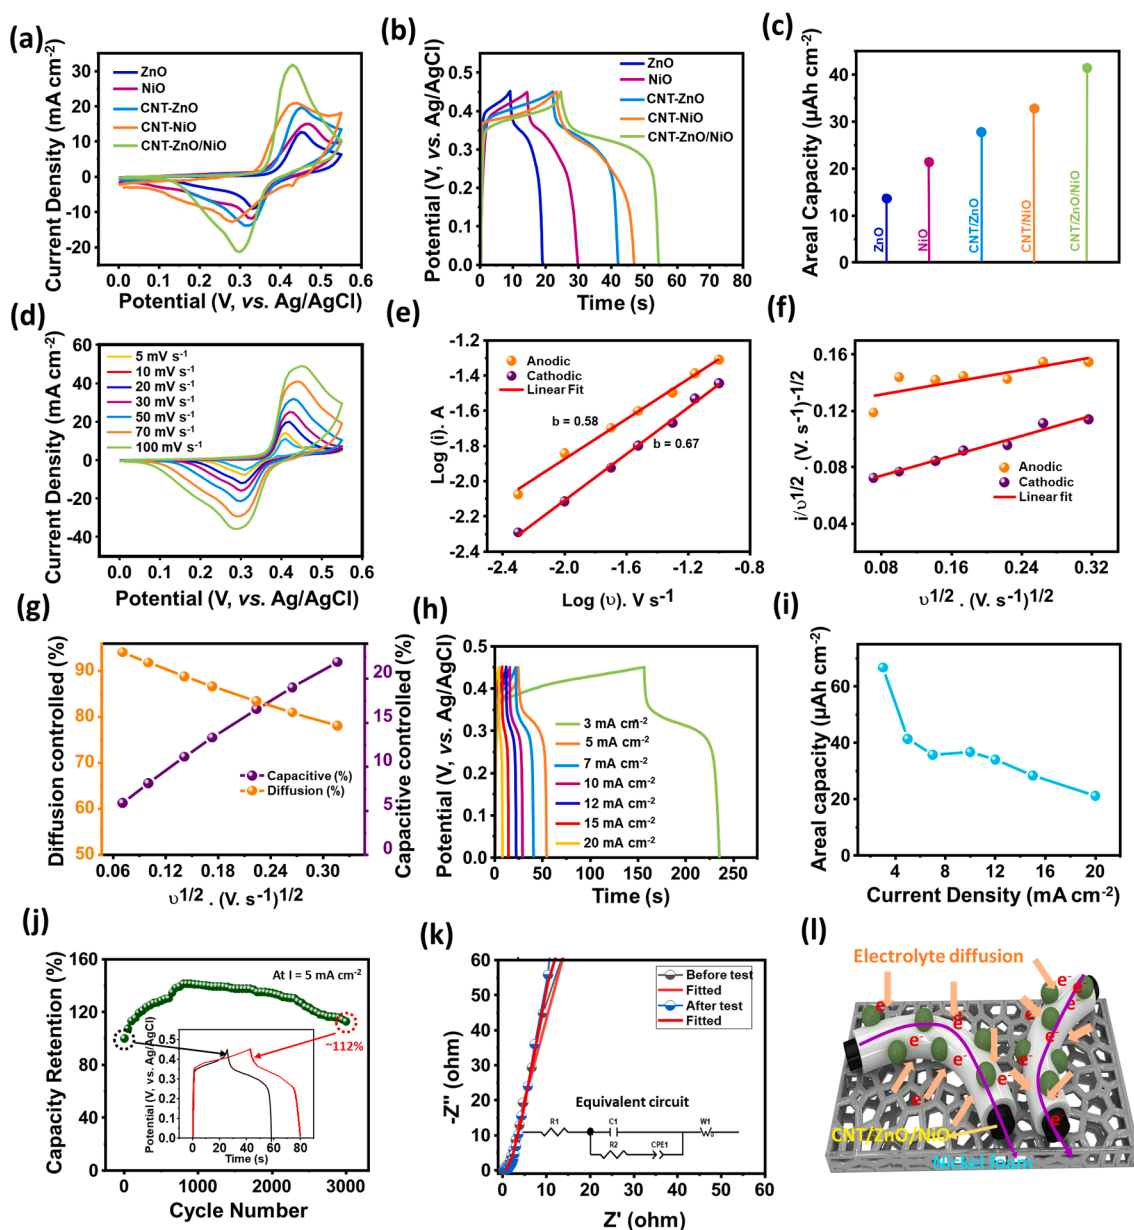 (a)
Current Density (mA cm-2)
30
20
10
0
-10
-20
ZnO
NiO
CNT-ZnO
CNT-NiO
CNT-ZnO/NiO
0.0 0.1 0.2 0.3 0.4 0.5
Potential (V, vs. Ag/AgCl)
(b)
Potential (V, vs. Ag/AgCl)
0.5
0.4
0.3
0.2
0.1
0.0
ZnO
NiO
CNT-ZnO
CNT-NiO
CNT-ZnO/NiO
0 10 20 30 40 50 60 70 80
Time (s)
(c)
Areal Capacity (µAh cm-2)
50
40
30
20
10
0
ZnO
NiO
CNT/ZnO
CNT/NiO
CNT/ZnO/NiO
(d)
Current Density (mA cm-2)
60
40
20
0
-20
-40
5 mV s-1
10 mV s-1
20 mV s-1
30 mV s-1
50 mV s-1
70 mV s-1
100 mV s-1
0.0 0.1 0.2 0.3 0.4 0.5
Potential (V, vs. Ag/AgCl)
(e)
Log (i). A
-1.2
-1.4
-1.6
-1.8
-2.0
-2.2
-2.4
Anodic
Cathodic
Linear Fit
b = 0.58
b = 0.67
-2.4 -2.0 -1.6 -1.2 -0.8
Log (υ). V s-1
(f)
i/υ1/2 . (V. s-1)-1/2
0.16
0.12
0.08
0.04
Anodic
Cathodic
Linear fit
0.08 0.16 0.24 0.32
υ1/2 . (V. s-1)1/2
(g)
Diffusion controlled (%)
90
80
70
60
50
Capacitive (%)
Diffusion (%)
20
15
10
5
0
Capacitive controlled (%)
0.06 0.12 0.18 0.24 0.30
υ1/2 . (V. s-1)1/2
(h)
Potential (V, vs. Ag/AgCl)
0.5
0.4
0.3
0.2
0.1
0.0
3 mA cm-2
5 mA cm-2
7 mA cm-2
10 mA cm-2
12 mA cm-2
15 mA cm-2
20 mA cm-2
0 50 100 150 200 250
Time (s)
(i)
Areal capacity (µAh cm-2)
60
40
20
0
4 8 12 16 20
Current Density (mA cm-2)
(j)
Capacity Retention (%)
160
120
80
40
0
At I = 5 mA cm-2
~112%
Potential (V, vs. Ag/AgCl)
0.5
0.4
0.3
0.2
0.1
0.0
0 20 40 60 80
Time (s)
0 1000 2000 3000
Cycle Number
(k)
-Z'' (ohm)
60
50
40
30
20
10
0
Before test
Fitted
After test
Fitted
Equivalent circuit
R1
C1
W1
s
R2
CPE1
0 10 20 30 40 50 60
Z' (ohm)
(l)
Electrolyte diffusion
e-
e-
e-
e-
e-
e-
e-
e-
e-
e-
CNT/ZnO/NiO
Nickel foam